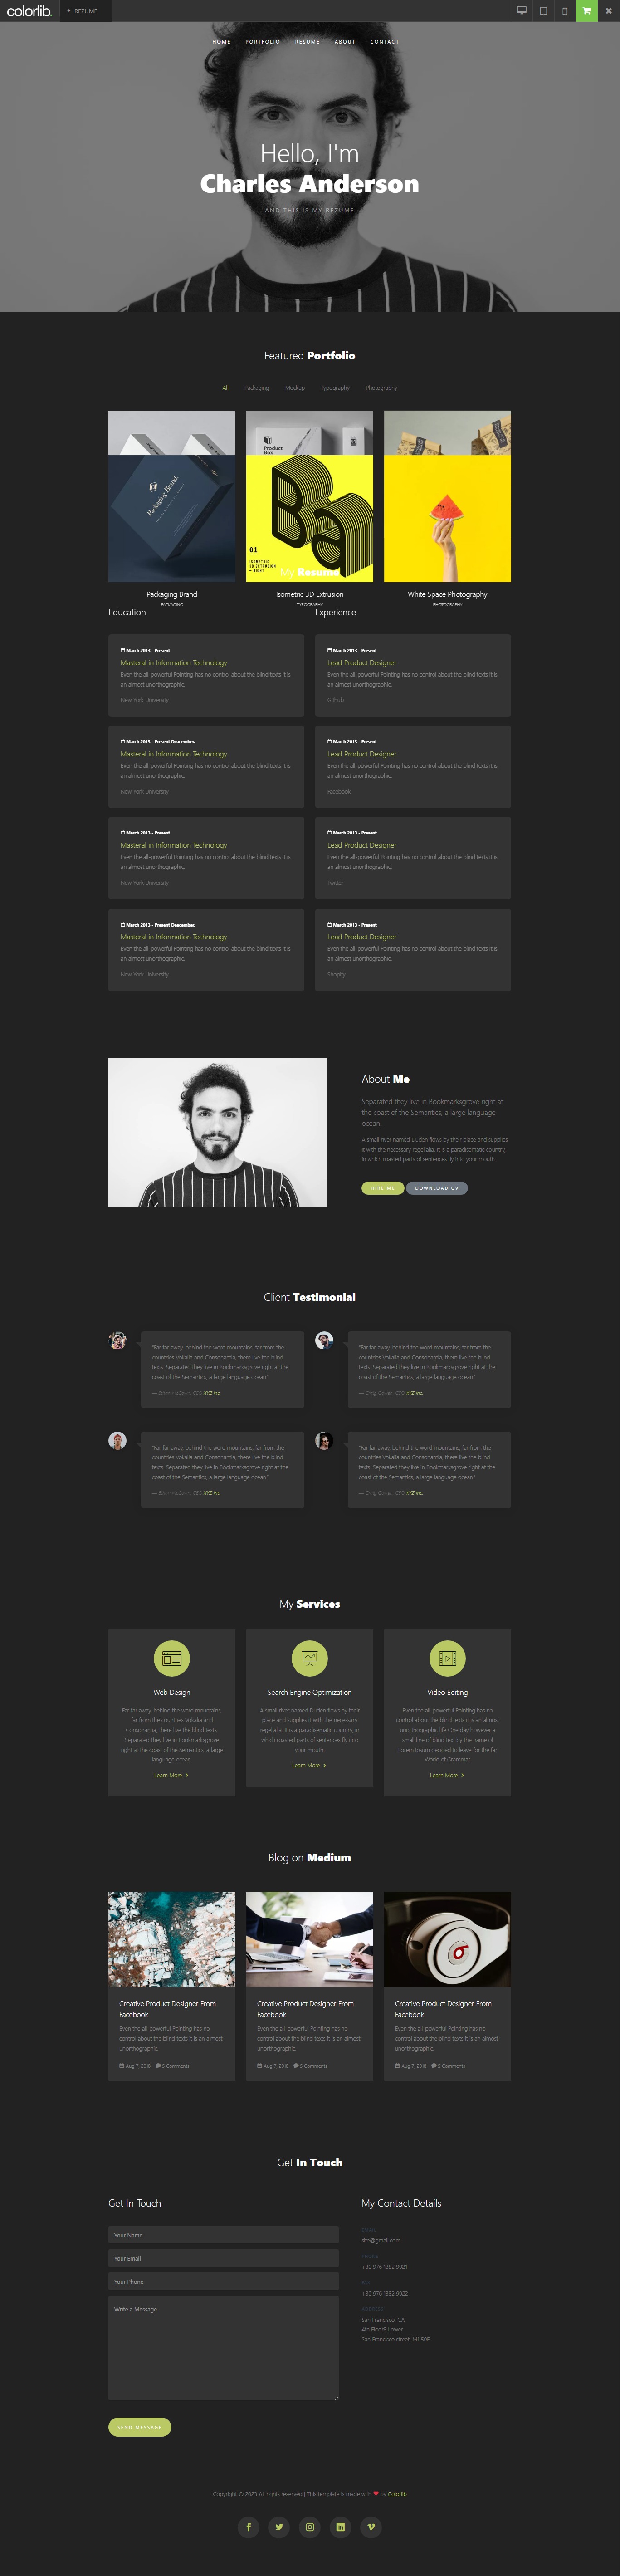 colorlib.
+ REZUME
HOME PORTFOLIO RESUME ABOUT CONTACT
Hello, I'm
Charles Anderson
AND THIS IS MY REZUME
Featured Portfolio
All Packaging Mockup Typography Photography
Product
Box
Packaging Brand
01
ISOMETRIC
3D EXTRUSION
My Resume
Packaging Brand
PACKAGING
Isometric 3D Extrusion
TYPOGRAPHY
White Space Photography
PHOTOGRAPHY
Education
March 2013 - Present
Masteral in Information Technology
Even the all-powerful Pointing has no control about the blind texts it is
an almost unorthographic.
New York University
March 2013 - Present Deacember.
Masteral in Information Technology
Even the all-powerful Pointing has no control about the blind texts it is
an almost unorthographic.
New York University
March 2013 - Present
Masteral in Information Technology
Even the all-powerful Pointing has no control about the blind texts it is
an almost unorthographic.
New York University
March 2013 - Present Deacember.
Masteral in Information Technology
Even the all-powerful Pointing has no control about the blind texts it is
an almost unorthographic.
New York University
Experience
March 2013 - Present
Lead Product Designer
Even the all-powerful Pointing has no control about the blind texts it is
an almost unorthographic.
Github
March 2013 - Present
Lead Product Designer
Even the all-powerful Pointing has no control about the blind texts it is
an almost unorthographic.
Facebook
March 2013 - Present
Lead Product Designer
Even the all-powerful Pointing has no control about the blind texts it is
an almost unorthographic.
Twitter
March 2013 - Present
Lead Product Designer
Even the all-powerful Pointing has no control about the blind texts it is
an almost unorthographic.
Shopify
About Me
Separated they live in Bookmarksgrove right at
the coast of the Semantics, a large language
ocean.
A small river named Duden flows by their place and supplies
it with the necessary regelialia. It is a paradisematic country,
in which roasted parts of sentences fly into your mouth.
HIRE ME
DOWNLOAD CV
Client Testimonial
"Far far away, behind the word mountains, far from the
countries Vokalia and Consonantia, there live the blind
texts. Separated they live in Bookmarksgrove right at the
coast of the Semantics, a large language ocean."
— Ethan McCown, CEO XYZ Inc.
"Far far away, behind the word mountains, far from the
countries Vokalia and Consonantia, there live the blind
texts. Separated they live in Bookmarksgrove right at the
coast of the Semantics, a large language ocean."
— Craig Gowen, CEO XYZ Inc.
"Far far away, behind the word mountains, far from the
countries Vokalia and Consonantia, there live the blind
texts. Separated they live in Bookmarksgrove right at the
coast of the Semantics, a large language ocean."
— Ethan McCown, CEO XYZ Inc.
"Far far away, behind the word mountains, far from the
countries Vokalia and Consonantia, there live the blind
texts. Separated they live in Bookmarksgrove right at the
coast of the Semantics, a large language ocean."
— Craig Gowen, CEO XYZ Inc.
My Services
Web Design
Far far away, behind the word mountains,
far from the countries Vokalia and
Consonantia, there live the blind texts.
Separated they live in Bookmarksgrove
right at the coast of the Semantics, a large
language ocean.
Learn More
Search Engine Optimization
A small river named Duden flows by their
place and supplies it with the necessary
regelialia. It is a paradisematic country, in
which roasted parts of sentences fly into
your mouth.
Learn More
Video Editing
Even the all-powerful Pointing has no
control about the blind texts it is an almost
unorthographic life One day however a
small line of blind text by the name of
Lorem Ipsum decided to leave for the far
World of Grammar.
Learn More
Blog on Medium
Creative Product Designer From
Facebook
Even the all-powerful Pointing has no
control about the blind texts it is an almost
unorthographic.
Aug 7, 2018 5 Comments
Creative Product Designer From
Facebook
Even the all-powerful Pointing has no
control about the blind texts it is an almost
unorthographic.
Aug 7, 2018 5 Comments
Creative Product Designer From
Facebook
Even the all-powerful Pointing has no
control about the blind texts it is an almost
unorthographic.
Aug 7, 2018 5 Comments
Get In Touch
Get In Touch
Your Name
Your Email
Your Phone
Write a Message
SEND MESSAGE
My Contact Details
site@gmail.com
+30 976 1382 9921
+30 976 1382 9922
San Francisco, CA
4th Floor8 Lower
San Francisco street, M1 50F
Copyright © 2023 All rights reserved | This template is made with ❤ by Colorlib